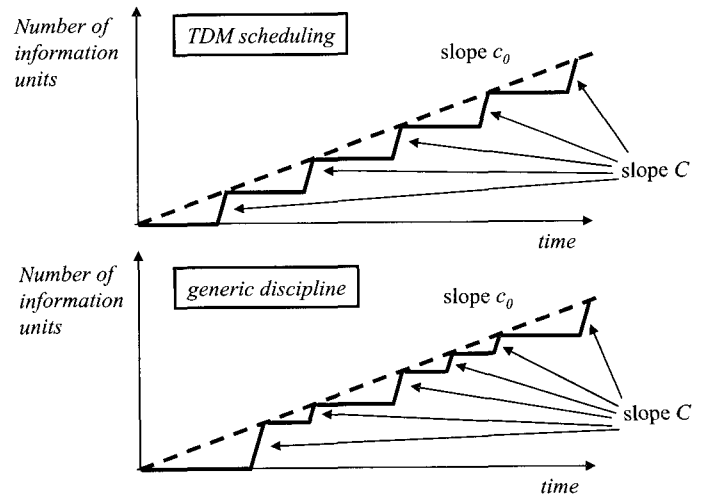 Number of
information
units
TDM scheduling
slope c0
slope C
time
Number of
information
units
generic discipline
slope c0
slope C
time